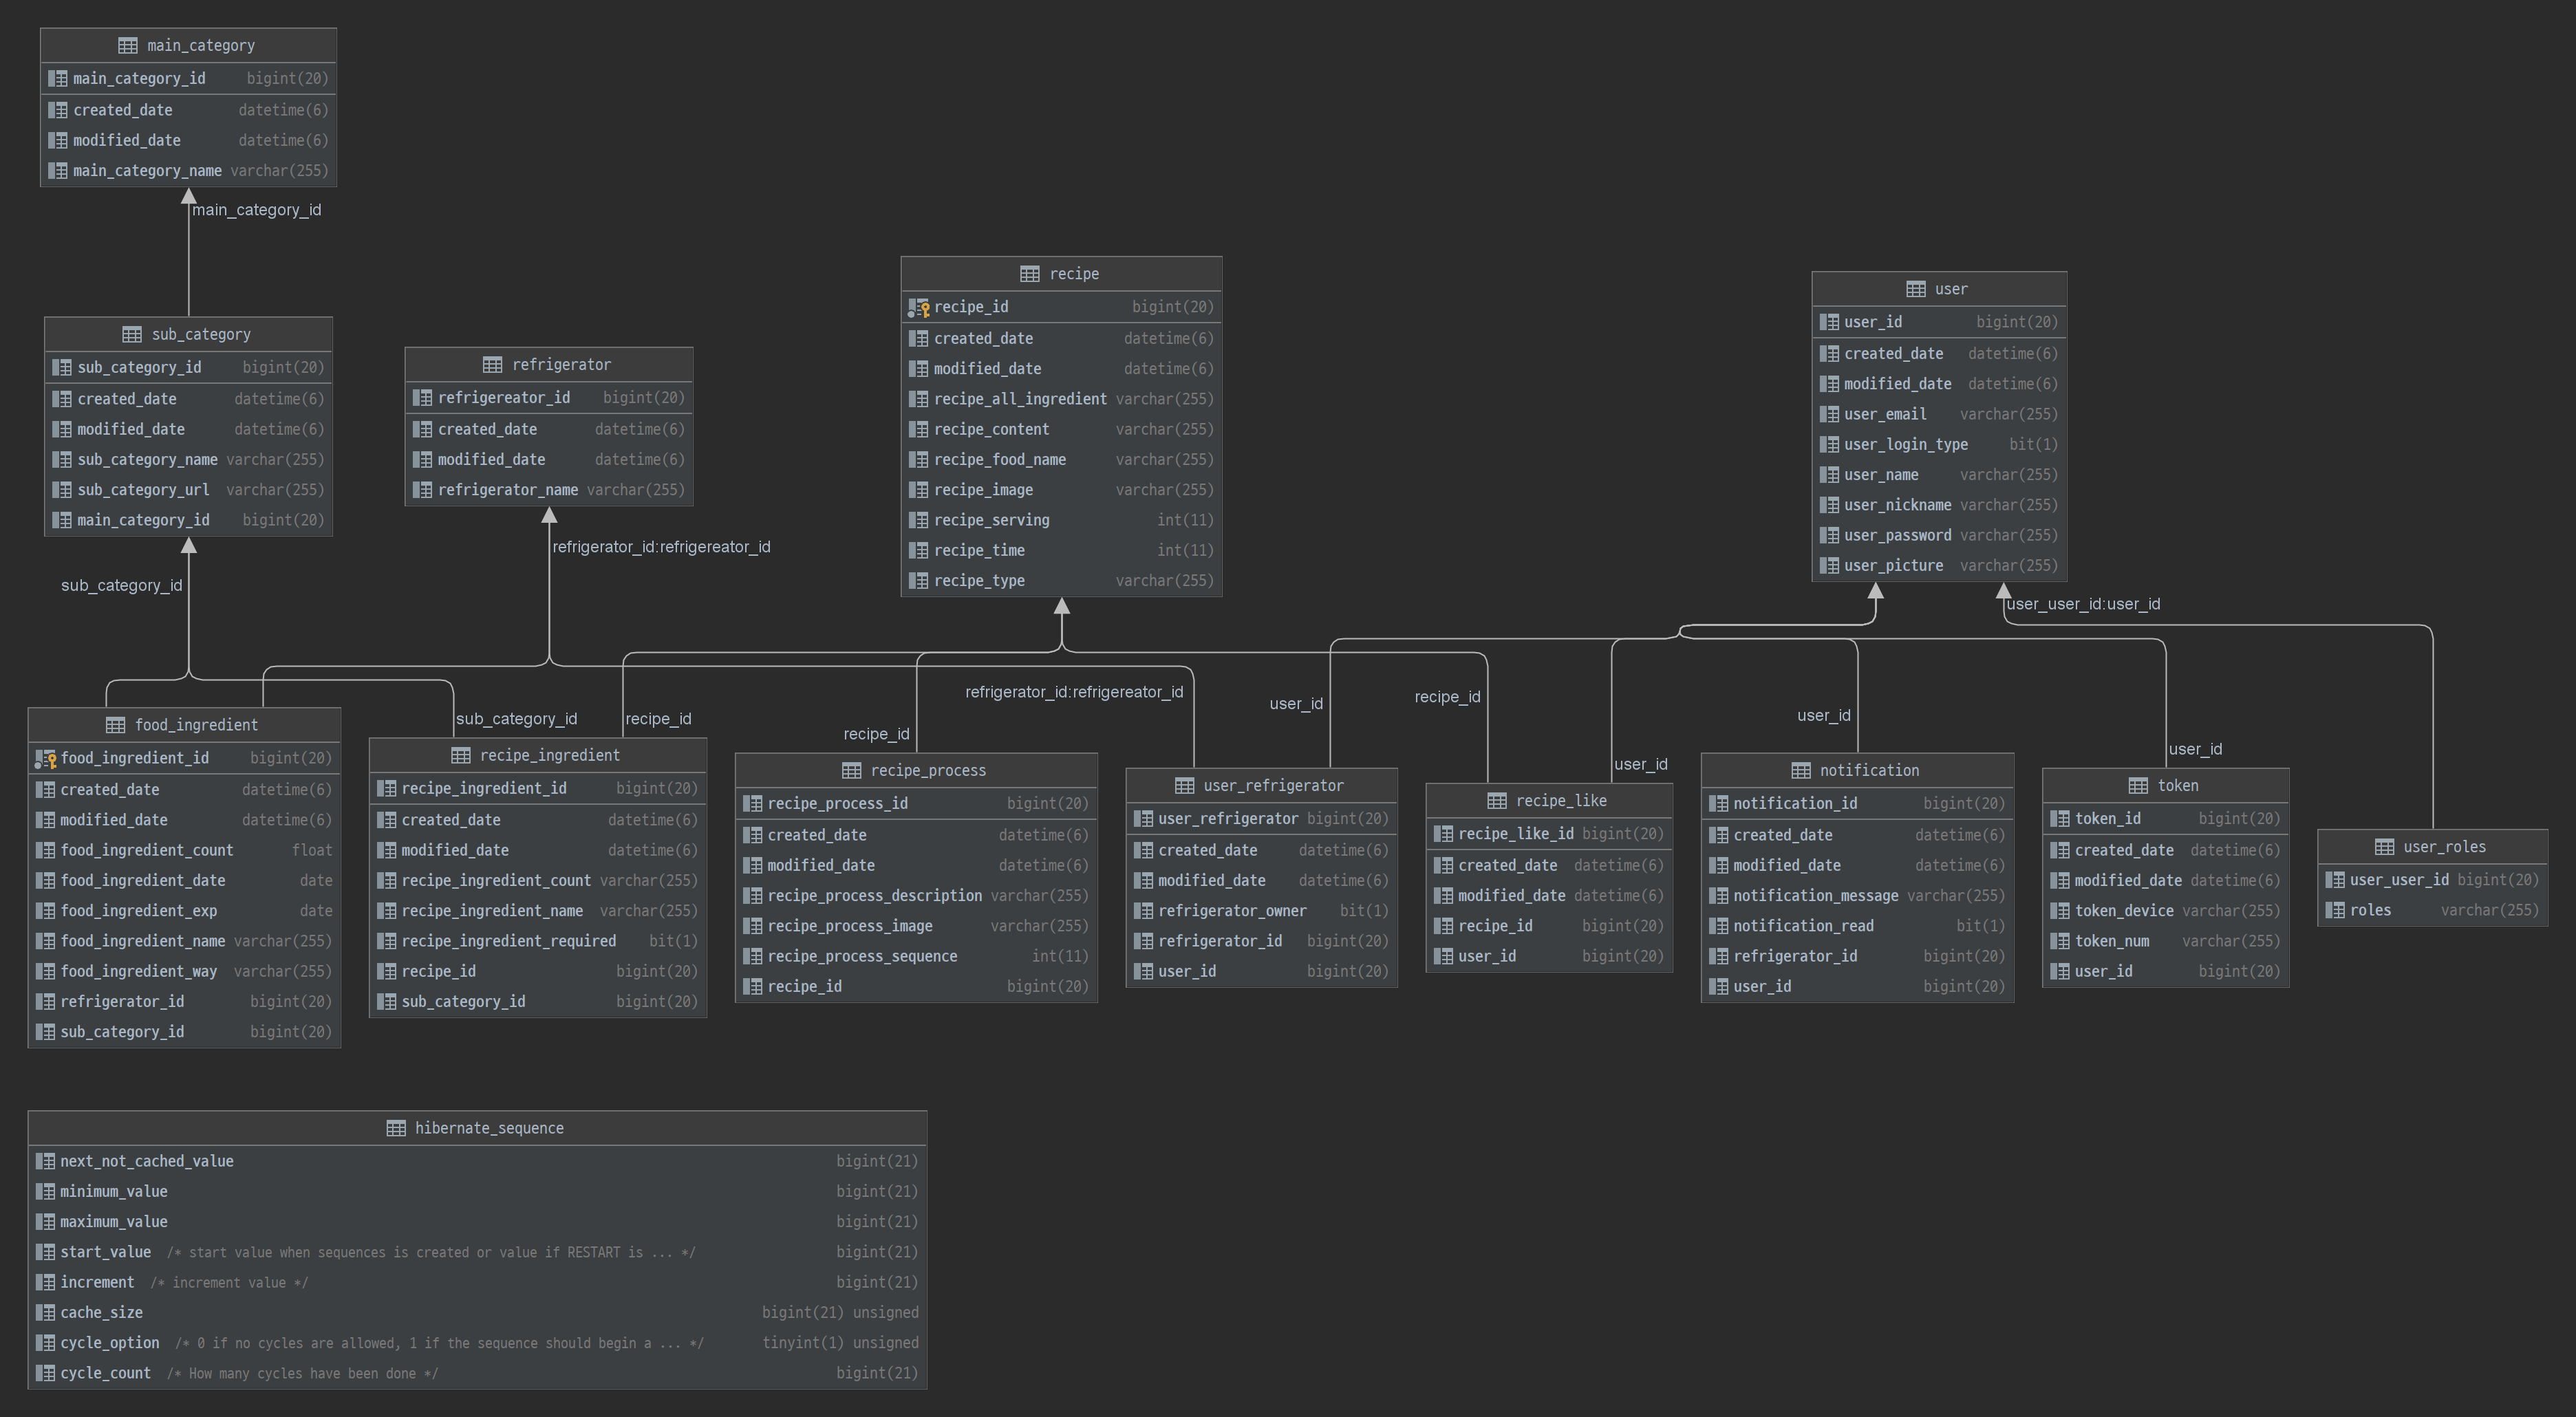 main_category
main_category_id bigint(20)
created_date datetime(6)
modified_date datetime(6)
main_category_name varchar(255)
main_category_id
sub_category
sub_category_id bigint(20)
created_date datetime(6)
modified_date datetime(6)
sub_category_name varchar(255)
sub_category_url varchar(255)
main_category_id bigint(20)
sub_category_id
refrigerator
refrigereator_id bigint(20)
created_date datetime(6)
modified_date datetime(6)
refrigerator_name varchar(255)
refrigerator_id:refrigereator_id
recipe
recipe_id bigint(20)
created_date datetime(6)
modified_date datetime(6)
recipe_all_ingredient varchar(255)
recipe_content varchar(255)
recipe_food_name varchar(255)
recipe_image varchar(255)
recipe_serving int(11)
recipe_time int(11)
recipe_type varchar(255)
user
user_id bigint(20)
created_date datetime(6)
modified_date datetime(6)
user_email varchar(255)
user_login_type bit(1)
user_name varchar(255)
user_nickname varchar(255)
user_password varchar(255)
user_picture varchar(255)
user_user_id:user_id
sub_category_id
recipe_id
recipe_id
refrigerator_id:refrigereator_id
user_id
recipe_id
user_id
user_id
user_id
food_ingredient
food_ingredient_id bigint(20)
created_date datetime(6)
modified_date datetime(6)
food_ingredient_count float
food_ingredient_date date
food_ingredient_exp date
food_ingredient_name varchar(255)
food_ingredient_way varchar(255)
refrigerator_id bigint(20)
sub_category_id bigint(20)
recipe_ingredient
recipe_ingredient_id bigint(20)
created_date datetime(6)
modified_date datetime(6)
recipe_ingredient_count varchar(255)
recipe_ingredient_name varchar(255)
recipe_ingredient_required bit(1)
recipe_id bigint(20)
sub_category_id bigint(20)
recipe_process
recipe_process_id bigint(20)
created_date datetime(6)
modified_date datetime(6)
recipe_process_description varchar(255)
recipe_process_image varchar(255)
recipe_process_sequence int(11)
recipe_id bigint(20)
user_refrigerator
user_refrigerator bigint(20)
created_date datetime(6)
modified_date datetime(6)
refrigerator_owner bit(1)
refrigerator_id bigint(20)
user_id bigint(20)
recipe_like
recipe_like_id bigint(20)
created_date datetime(6)
modified_date datetime(6)
recipe_id bigint(20)
user_id bigint(20)
notification
notification_id bigint(20)
created_date datetime(6)
modified_date datetime(6)
notification_message varchar(255)
notification_read bit(1)
refrigerator_id bigint(20)
user_id bigint(20)
token
token_id bigint(20)
created_date datetime(6)
modified_date datetime(6)
token_device varchar(255)
token_num varchar(255)
user_id bigint(20)
user_roles
user_user_id bigint(20)
roles varchar(255)
hibernate_sequence
next_not_cached_value bigint(21)
minimum_value bigint(21)
maximum_value bigint(21)
start_value /* start value when sequences is created or value if RESTART is ... */ bigint(21)
increment /* increment value */ bigint(21)
cache_size bigint(21) unsigned
cycle_option /* 0 if no cycles are allowed, 1 if the sequence should begin a ... */ tinyint(1) unsigned
cycle_count /* How many cycles have been done */ bigint(21)